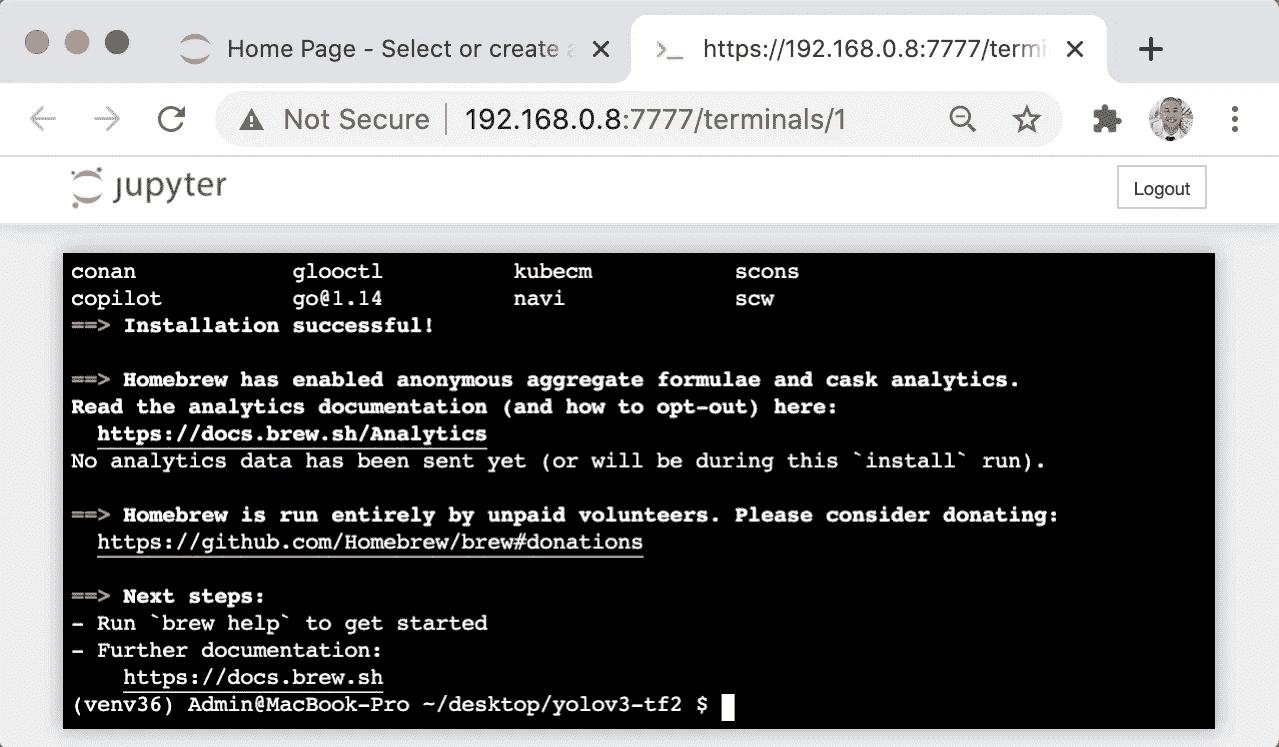 Home Page - Select or create a
>_ https://192.168.0.8:7777/termi
Not Secure | 192.168.0.8:7777/terminals/1
jupyter
Logout
conan glooctl kubecm scons
copilot go@1.14 navi scw
==> Installation successful!
==> Homebrew has enabled anonymous aggregate formulae and cask analytics.
Read the analytics documentation (and how to opt-out) here:
https://docs.brew.sh/Analytics
No analytics data has been sent yet (or will be during this `install` run).
==> Homebrew is run entirely by unpaid volunteers. Please consider donating:
https://github.com/Homebrew/brew#donations
==> Next steps:
- Run `brew help` to get started
- Further documentation:
https://docs.brew.sh
(venv36) Admin@MacBook-Pro ~/desktop/yolov3-tf2 $